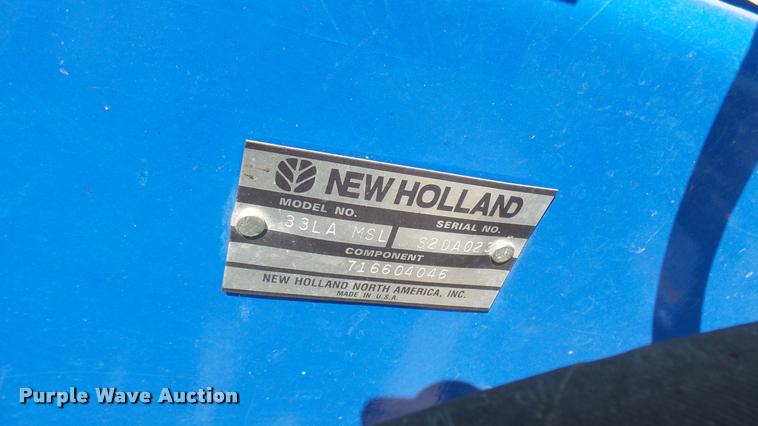 NEW HOLLAND
MODEL NO. SERIAL NO.
33LA MSL S2DA023
COMPONENT
716604046
NEW HOLLAND NORTH AMERICA, INC.
MADE IN U.S.A.
Purple Wave Auction